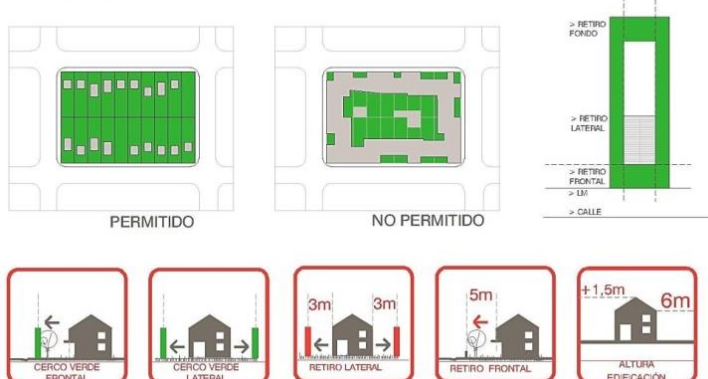 > RETIRO
FONDO
> RETIRO
LATERAL
> RETIRO
FRONTAL
> LM
> CALLE
PERMITIDO
NO PERMITIDO
CERCO VERDE
FRONTAL
CERCO VERDE
LATERAL
3m
3m
RETIRO LATERAL
5m
RETIRO FRONTAL
+1,5m
6m
ALTURA
EDIFICACIÓN